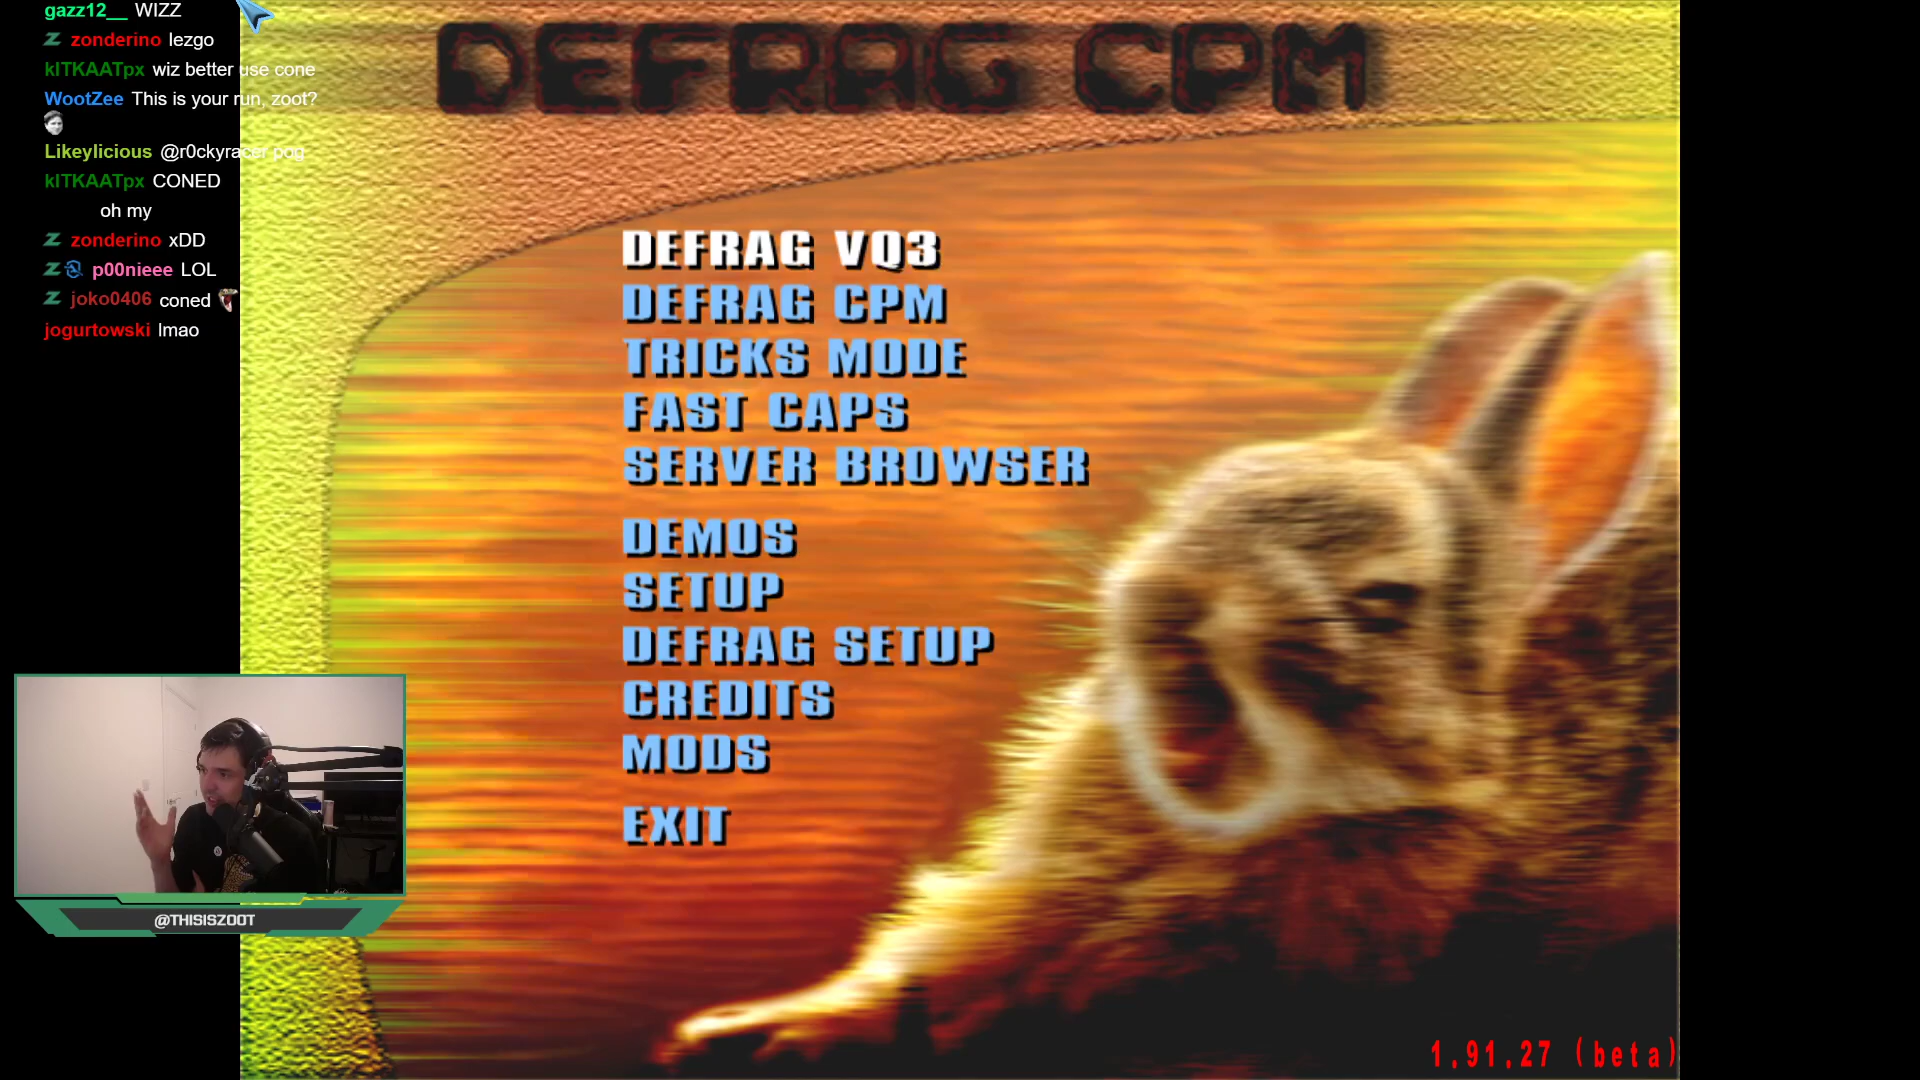 gazz12__ WIZZ
zonderino lezgo
kITKAATpx wiz better use cone
WootZee This is your run, zoot?
Likeylicious @r0ckyracer pog
kITKAATpx CONED
oh my
zonderino xDD
p00nieee LOL
joko0406 coned
jogurtowski lmao
DEFRAG CPM
DEFRAG VQ3
DEFRAG CPM
TRICKS MODE
FAST CAPS
SERVER BROWSER
DEMOS
SETUP
DEFRAG SETUP
CREDITS
MODS
EXIT
@THISISZOOT
1.91.27 (beta)